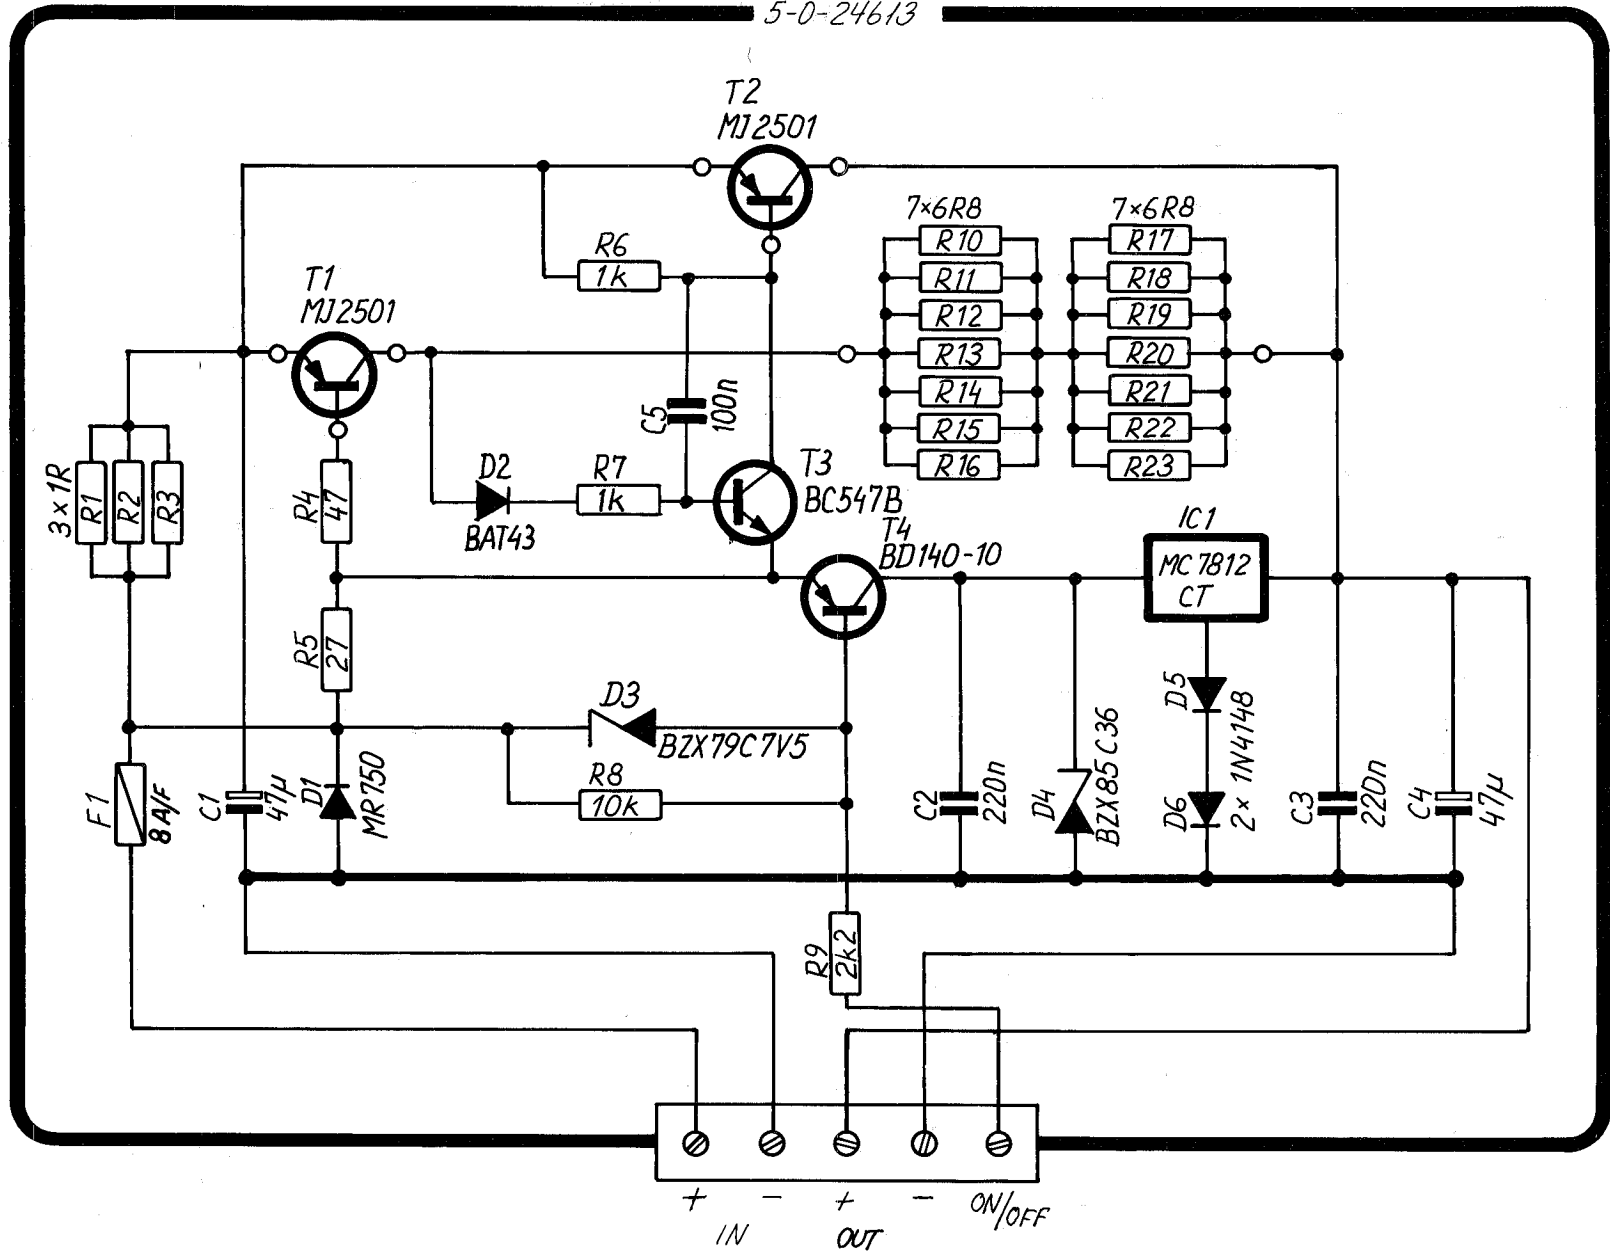 5-0-24613
T2
MJ2501
7×6R8
7×6R8
R10
R17
R6
1k
R11
R18
T1
MJ2501
R12
R19
R13
R20
R14
R21
C5
100n
R15
R22
R16
R23
3×1R
R1
R2
R3
R4
47
D2
BAT43
R7
1k
T3
BC547B
T4
BD140-10
IC1
MC7812
CT
R5
27
D3
BZX79C7V5
D5
2× 1N4148
F1
8A/F
C1
47µ
D1
MR750
R8
10k
C2
220n
D4
BZX85C36
D6
C3
220n
C4
47µ
R9
2k2
+ − + − ON/OFF
IN OUT